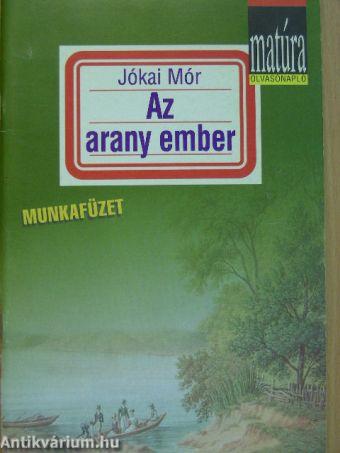 matúra
OLVASÓNAPLÓ
Jókai Mór
Az
arany ember
MUNKAFÜZET
Antikvárium.hu